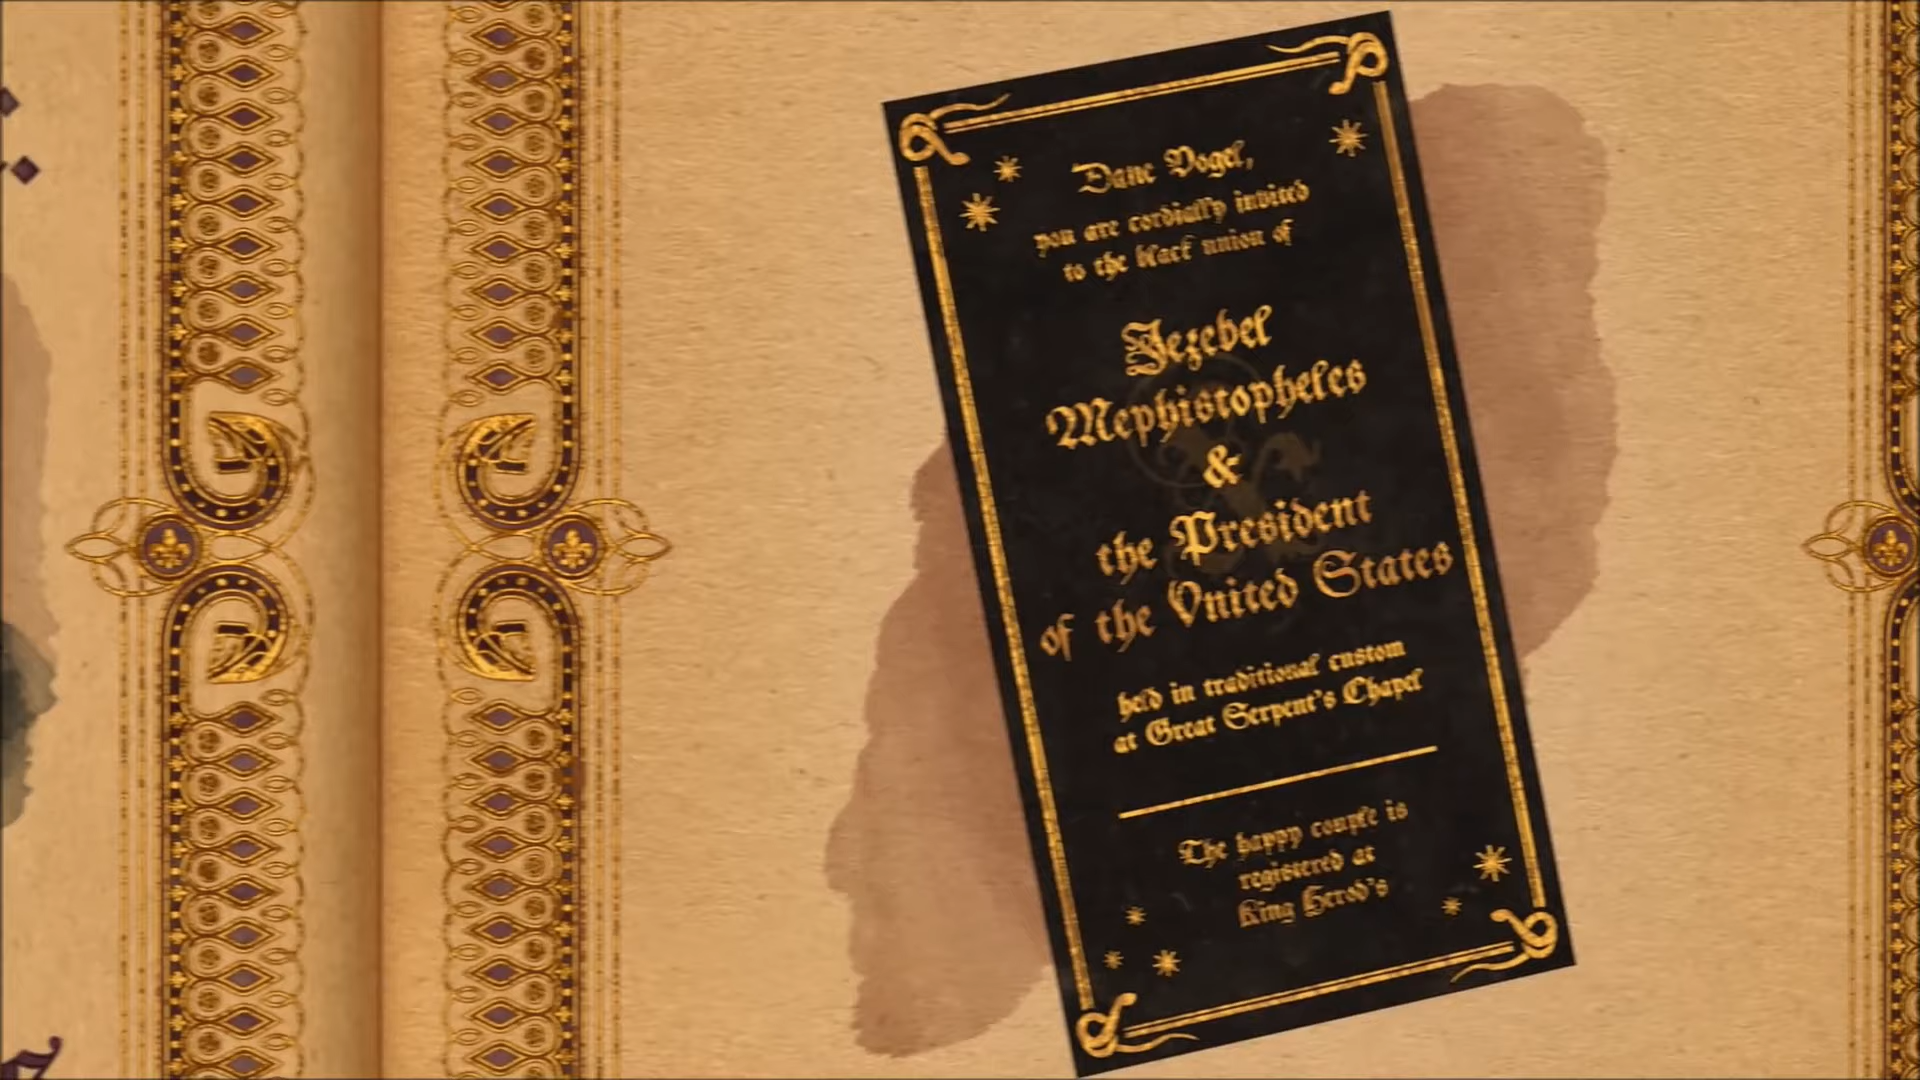 Dane Vogel,
you are cordially invited
to the black union of
Jezebel
Mephistopheles
&
the President
of the United States
held in traditional custom
at Great Serpent's Chapel
The happy couple is
registered at
King Herod's